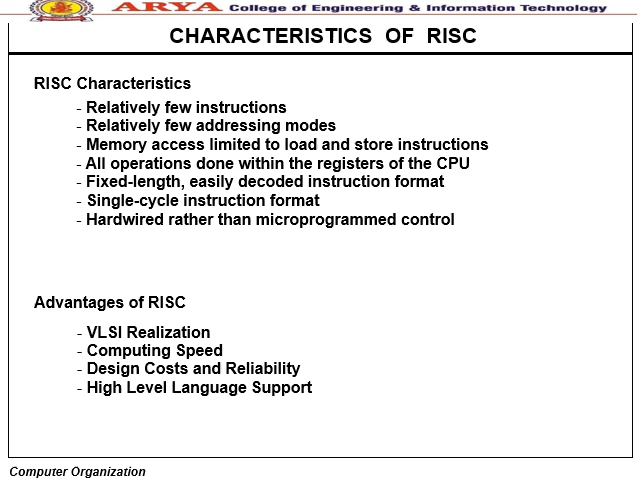 ARYA College of Engineering & Information Technology
CHARACTERISTICS OF RISC
RISC Characteristics
- Relatively few instructions
- Relatively few addressing modes
- Memory access limited to load and store instructions
- All operations done within the registers of the CPU
- Fixed-length, easily decoded instruction format
- Single-cycle instruction format
- Hardwired rather than microprogrammed control
Advantages of RISC
- VLSI Realization
- Computing Speed
- Design Costs and Reliability
- High Level Language Support
Computer Organization